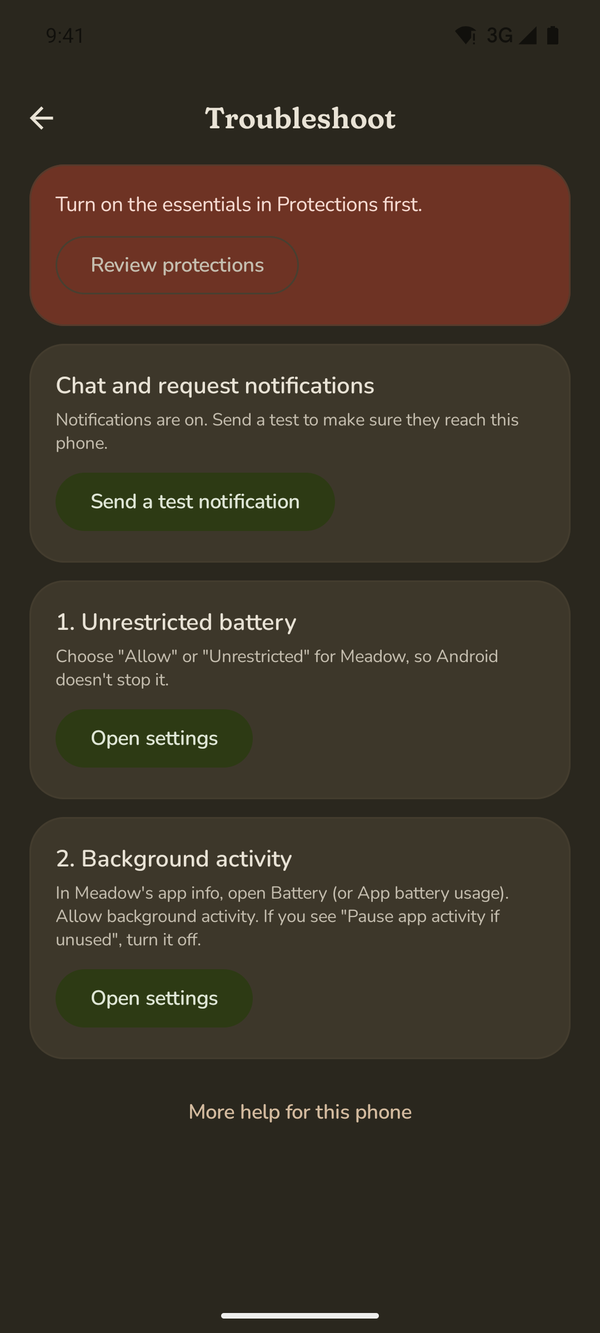 9:41
3G
Troubleshoot
Turn on the essentials in Protections first.
Review protections
Chat and request notifications
Notifications are on. Send a test to make sure they reach this
phone.
Send a test notification
1. Unrestricted battery
Choose "Allow" or "Unrestricted" for Meadow, so Android
doesn't stop it.
Open settings
2. Background activity
In Meadow's app info, open Battery (or App battery usage).
Allow background activity. If you see "Pause app activity if
unused", turn it off.
Open settings
More help for this phone